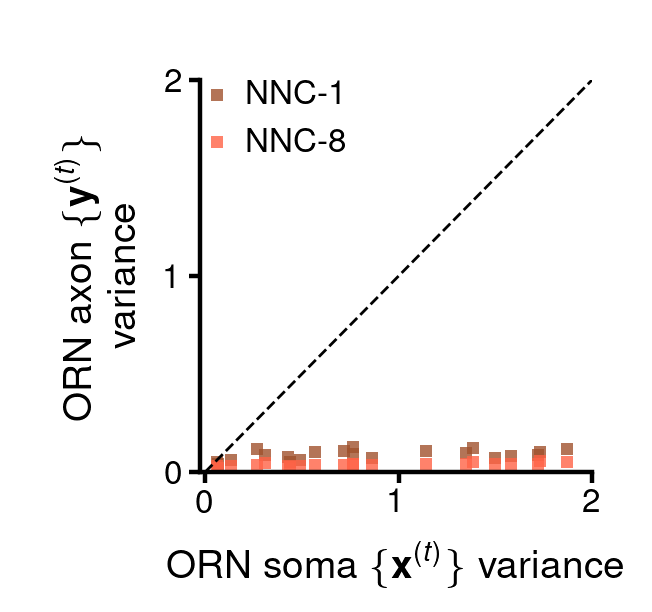 2
NNC-1
NNC-8
ORN axon {y^(t)}
variance
1
0
0 1 2
ORN soma {x^(t)} variance